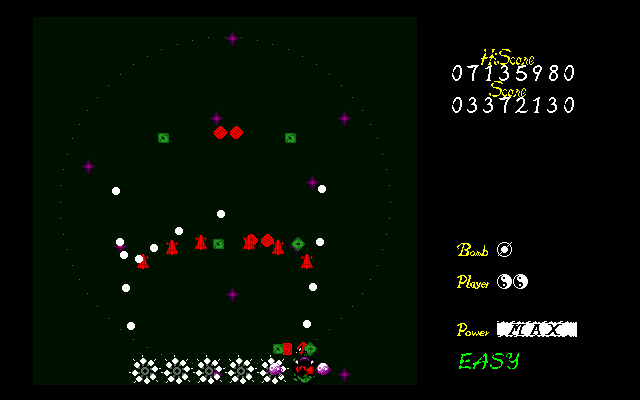 HiScore
07135980
Score
03372130
Bomb
Player
Power MAX
EASY